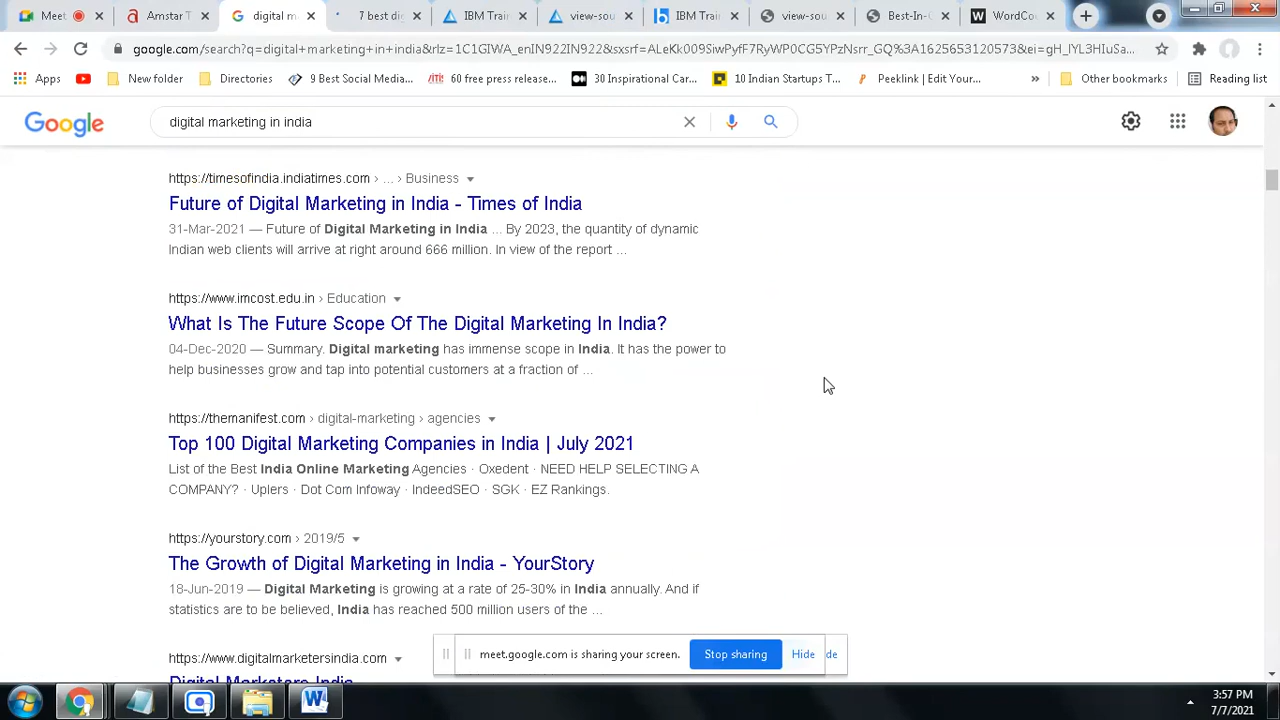 Meet
Amstar T
digital m
7 best di
IBM Tra
view-sou
IBM Tra
view-sou
Best-In-
WordCo
google.com/search?q=digital+marketing+in+india&rlz=1C1GIWA_enIN922IN922&sxsrf=ALeKk009SiwPyfF7RyWP0CG5YPzNsrr_GQ%3A1625653120573&ei=gH_lYL3HIuSa...
Apps
New folder
Directories
9 Best Social Media...
60 free press release...
30 Inspirational Car...
10 Indian Startups T...
Peeklink | Edit Your...
»
Other bookmarks
Reading list
Google
digital marketing in india
https://timesofindia.indiatimes.com › ... › Business
Future of Digital Marketing in India - Times of India
31-Mar-2021 — Future of Digital Marketing in India ... By 2023, the quantity of dynamic
Indian web clients will arrive at right around 666 million. In view of the report ...
https://www.imcost.edu.in › Education
What Is The Future Scope Of The Digital Marketing In India?
04-Dec-2020 — Summary. Digital marketing has immense scope in India. It has the power to
help businesses grow and tap into potential customers at a fraction of ...
https://themanifest.com › digital-marketing › agencies
Top 100 Digital Marketing Companies in India | July 2021
List of the Best India Online Marketing Agencies · Oxedent · NEED HELP SELECTING A
COMPANY? · Uplers · Dot Com Infoway · IndeedSEO · SGK · EZ Rankings.
https://yourstory.com › 2019/5
The Growth of Digital Marketing in India - YourStory
18-Jun-2019 — Digital Marketing is growing at a rate of 25-30% in India annually. And if
statistics are to be believed, India has reached 500 million users of the ...
meet.google.com is sharing your screen.
Stop sharing
Hide
de
https://www.digitalmarketersindia.com
Digital Marketers India
3:57 PM
7/7/2021